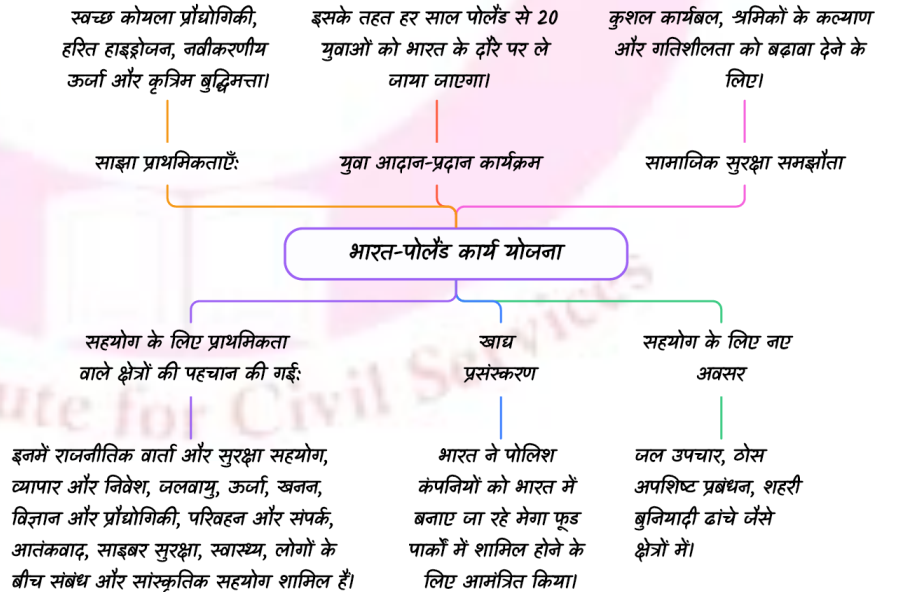 स्वच्छ कोयला प्रौद्योगिकी,
हरित हाइड्रोजन, नवीकरणीय
ऊर्जा और कृत्रिम बुद्धिमत्ता।
इसके तहत हर साल पोलैंड से 20
युवाओं को भारत के दौरे पर ले
जाया जाएगा।
कुशल कार्यबल, श्रमिकों के कल्याण
और गतिशीलता को बढ़ावा देने के
लिए।
साझा प्राथमिकताएँ:
युवा आदान-प्रदान कार्यक्रम
सामाजिक सुरक्षा समझौता
भारत-पोलैंड कार्य योजना
सहयोग के लिए प्राथमिकता
वाले क्षेत्रों की पहचान की गई:
खाद्य
प्रसंस्करण
सहयोग के लिए नए
अवसर
इनमें राजनीतिक वार्ता और सुरक्षा सहयोग,
व्यापार और निवेश, जलवायु, ऊर्जा, खनन,
विज्ञान और प्रौद्योगिकी, परिवहन और संपर्क,
आतंकवाद, साइबर सुरक्षा, स्वास्थ्य, लोगों के
बीच संबंध और सांस्कृतिक सहयोग शामिल हैं।
भारत ने पोलिश
कंपनियों को भारत में
बनाए जा रहे मेगा फूड
पार्कों में शामिल होने के
लिए आमंत्रित किया।
जल उपचार, ठोस
अपशिष्ट प्रबंधन, शहरी
बुनियादी ढांचे जैसे
क्षेत्रों में।
ute for Civil Services